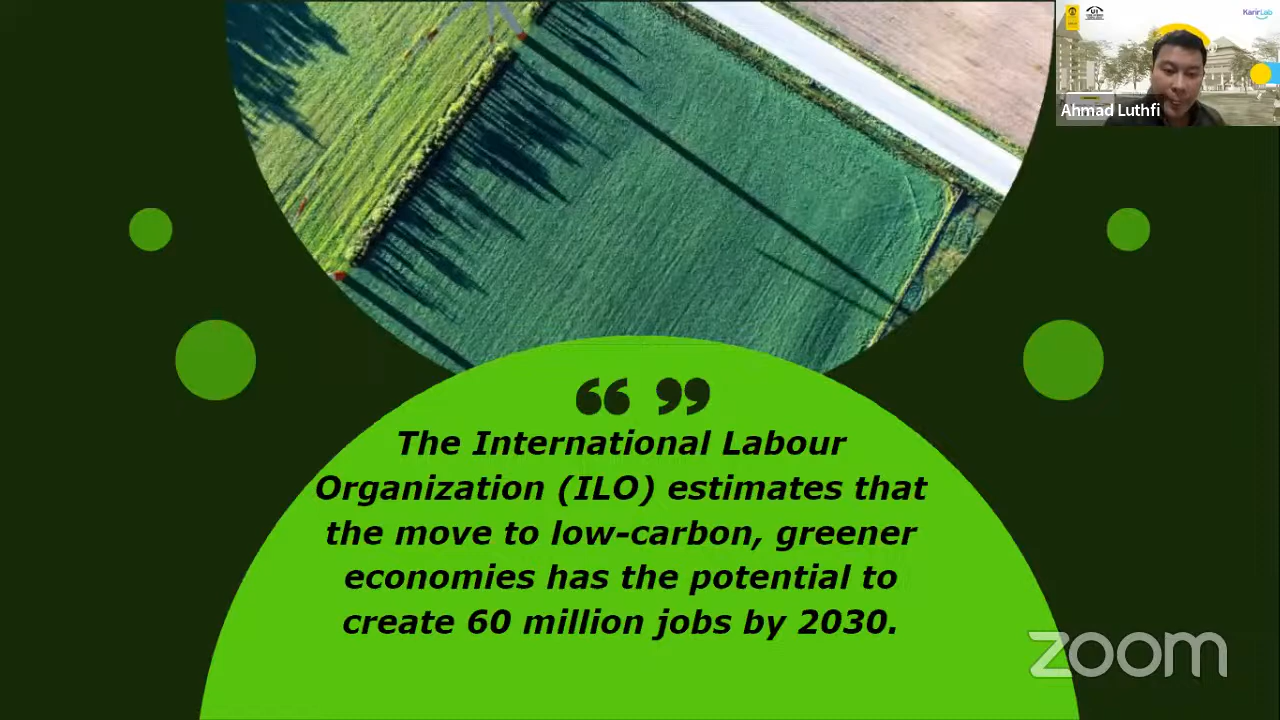 KarirLab
Ahmad Luthfi
“ ”
The International Labour
Organization (ILO) estimates that
the move to low-carbon, greener
economies has the potential to
create 60 million jobs by 2030.
zoom